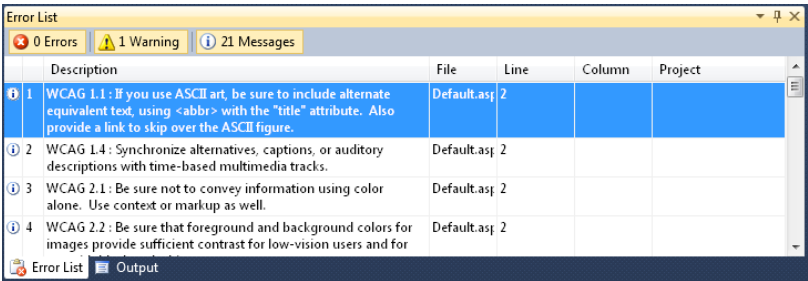 Error List
0 Errors 1 Warning 21 Messages
Description File Line Column Project
1 WCAG 1.1 : If you use ASCII art, be sure to include alternate Default.asp 2
equivalent text, using <abbr> with the "title" attribute. Also
provide a link to skip over the ASCII figure.
2 WCAG 1.4 : Synchronize alternatives, captions, or auditory Default.asp 2
descriptions with time-based multimedia tracks.
3 WCAG 2.1 : Be sure not to convey information using color Default.asp 2
alone. Use context or markup as well.
4 WCAG 2.2 : Be sure that foreground and background colors for Default.asp 2
images provide sufficient contrast for low-vision users and for
Error List Output